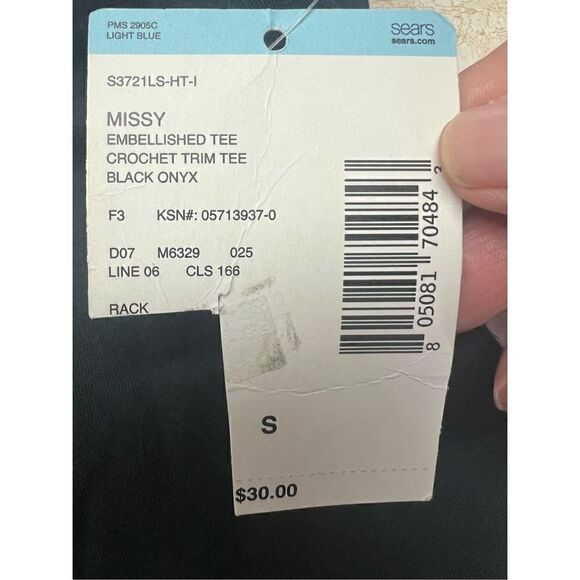 PMS 2905C
LIGHT BLUE
sears
sears.com
S3721LS-HT-I
MISSY
EMBELLISHED TEE
CROCHET TRIM TEE
BLACK ONYX
F3 KSN#: 05713937-0
D07 M6329 025
LINE 06 CLS 166
RACK
8 05081 70484 2
S
$30.00